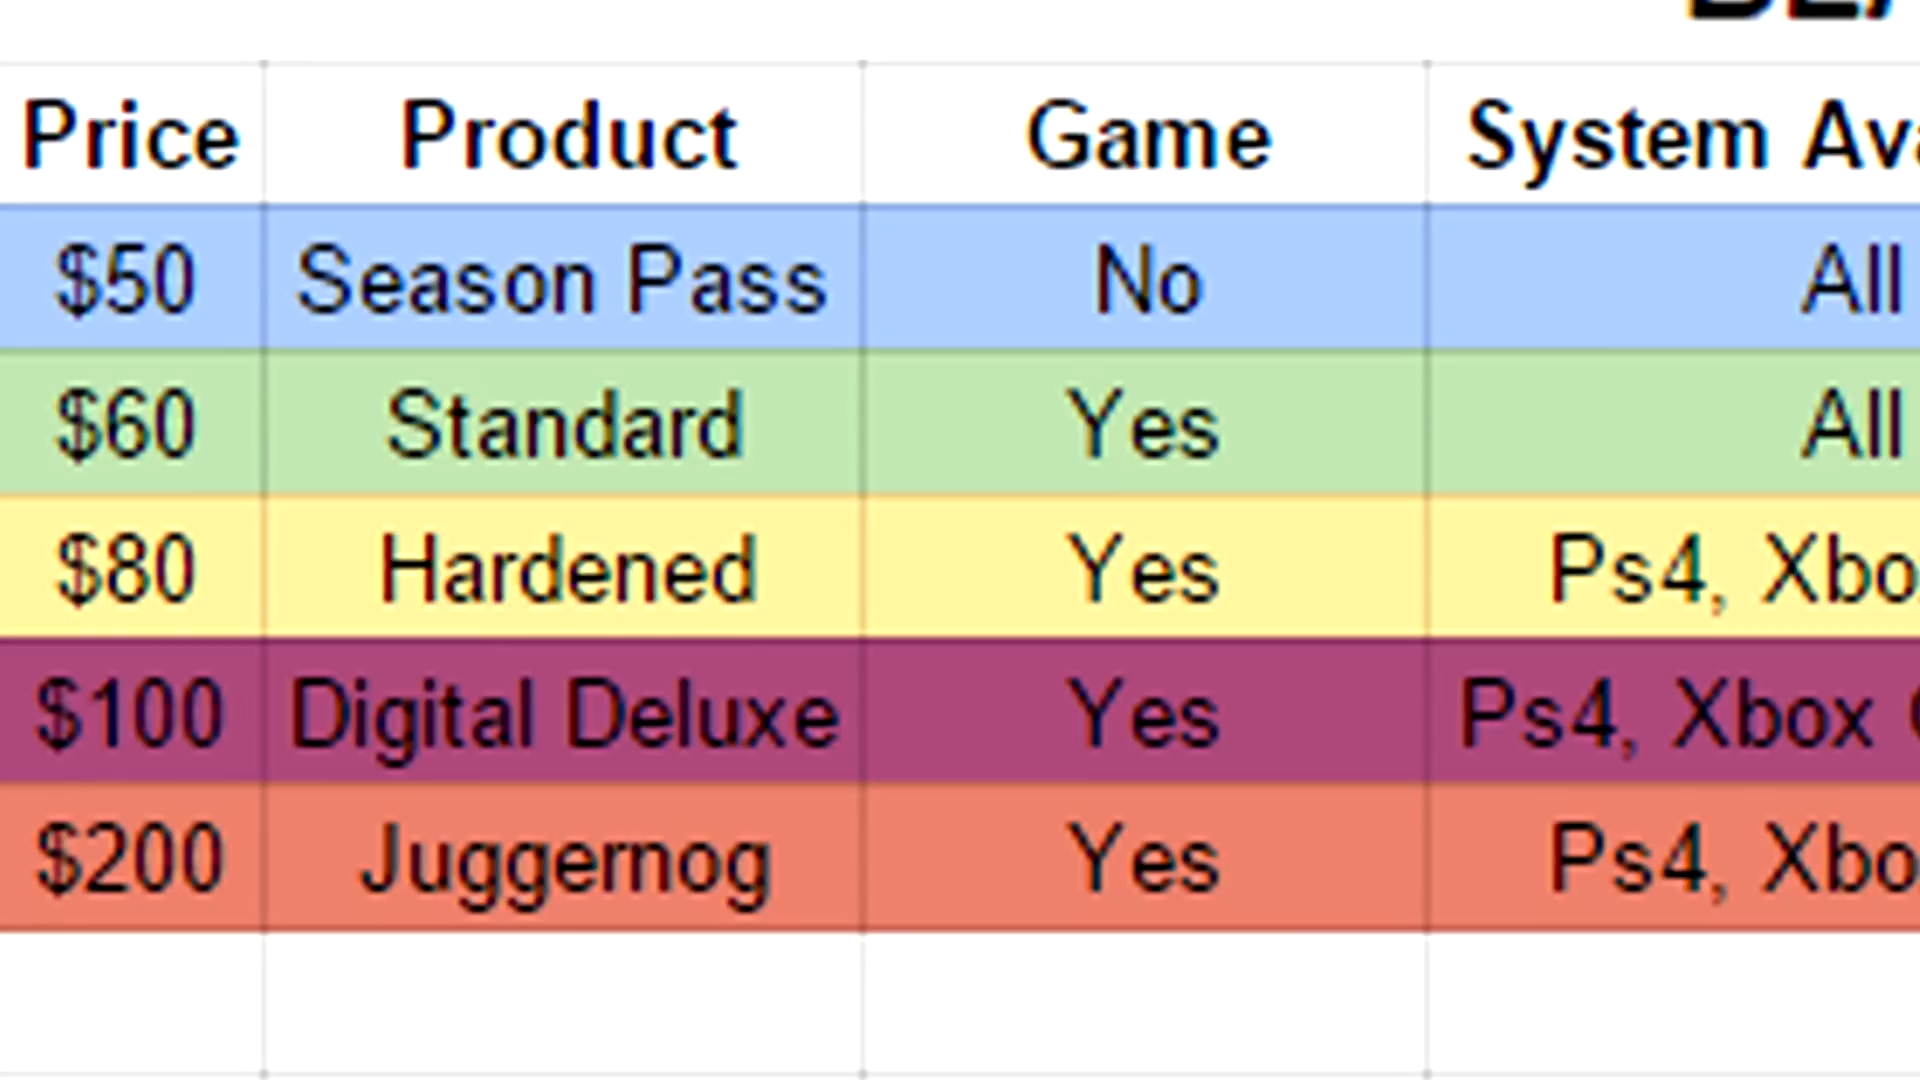 Price Product Game System
$50 Season Pass No All
$60 Standard Yes All
$80 Hardened Yes Ps4,
$100 Digital Deluxe Yes Ps4, Xbox
$200 Juggernog Yes Ps4,